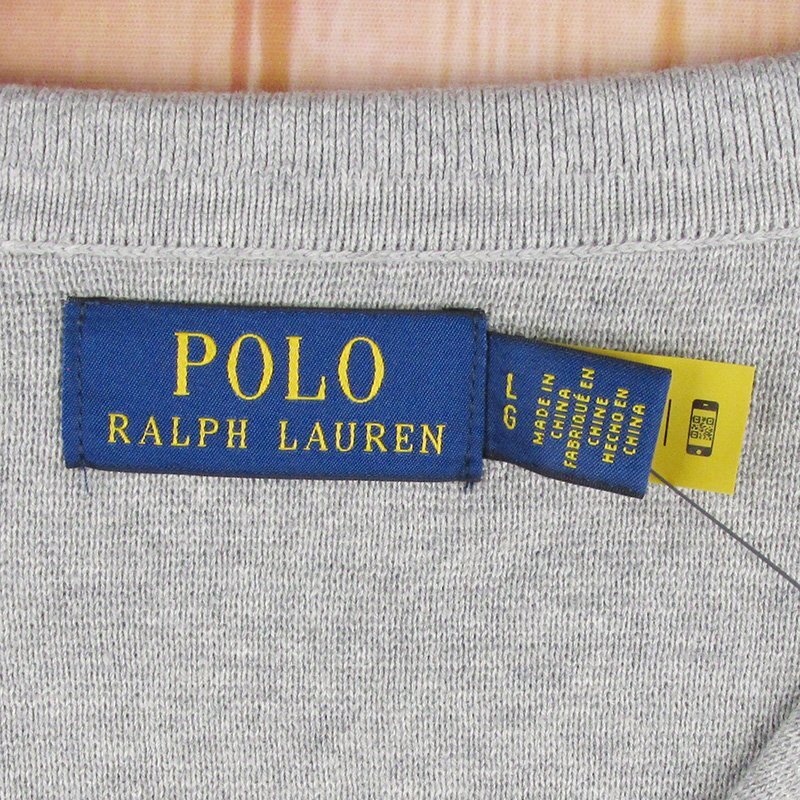 POLO
RALPH LAUREN
L
G
MADE IN
CHINA
FABRIQUÉ EN
CHINE
HECHO EN
CHINA